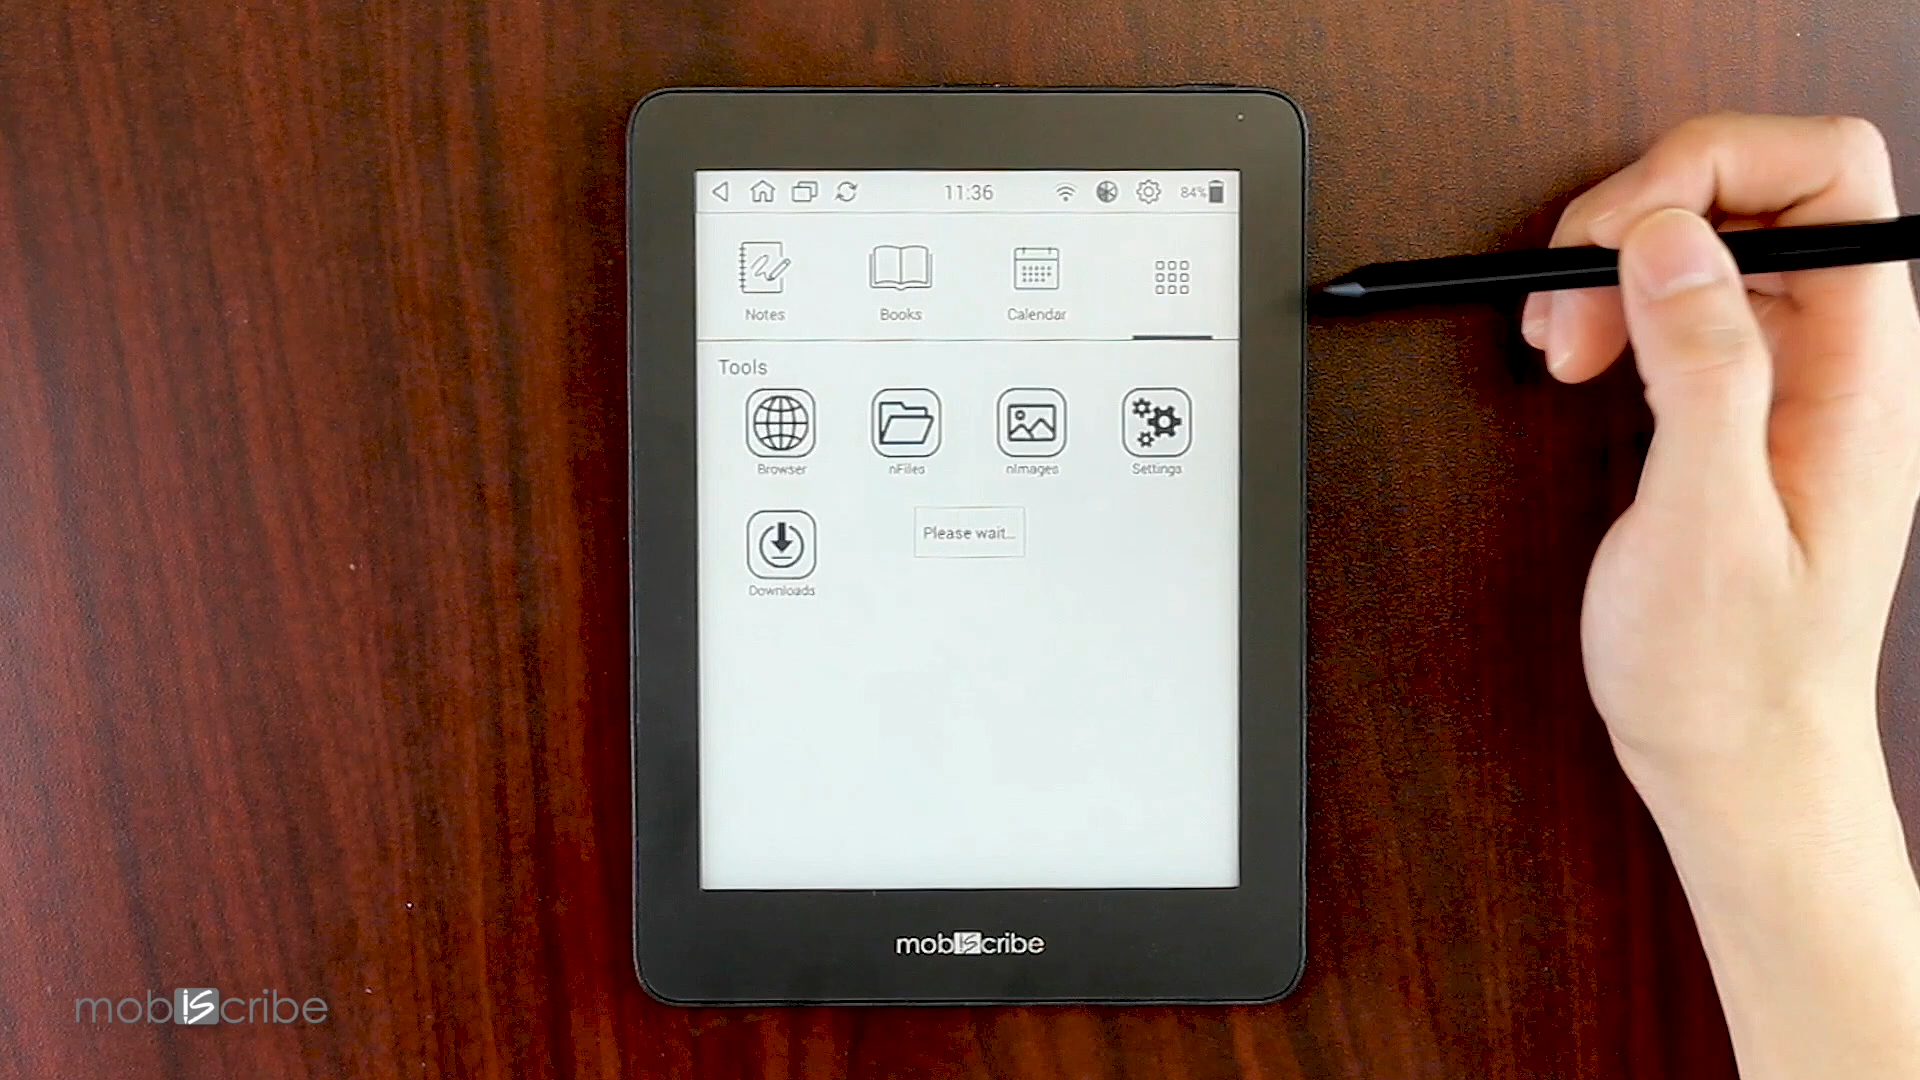 11:36
84%
Notes
Books
Calendar
Tools
Browser
nFiles
nImages
Settings
Please wait...
Downloads
mobiscribe
mobiscribe